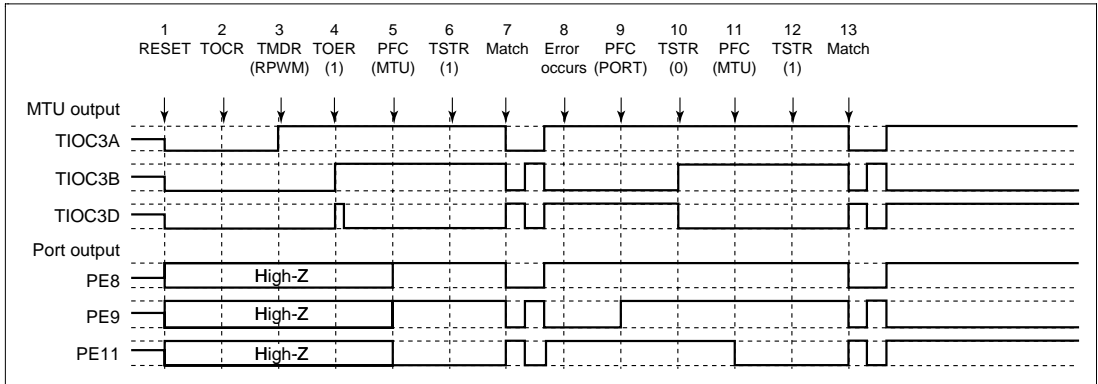 1 2 3 4 5 6 7 8 9 10 11 12 13
RESET TOCR TMDR TOER PFC TSTR Match Error PFC TSTR PFC TSTR Match
(RPWM) (1) (MTU) (1) occurs (PORT) (0) (MTU) (1)
MTU output
TIOC3A
TIOC3B
TIOC3D
Port output
PE8 High-Z
PE9 High-Z
PE11 High-Z